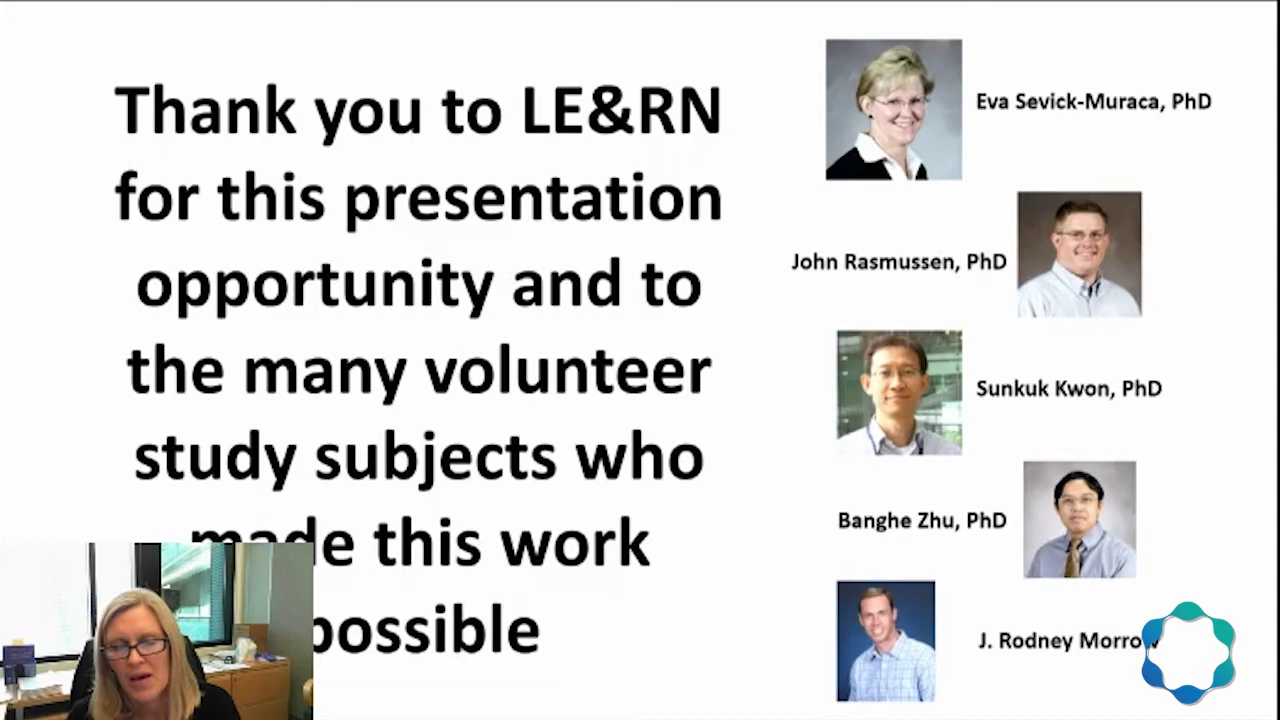 Thank you to LE&RN
for this presentation
opportunity and to
the many volunteer
study subjects who
made this work
possible
Eva Sevick-Muraca, PhD
John Rasmussen, PhD
Sunkuk Kwon, PhD
Banghe Zhu, PhD
J. Rodney Morrow